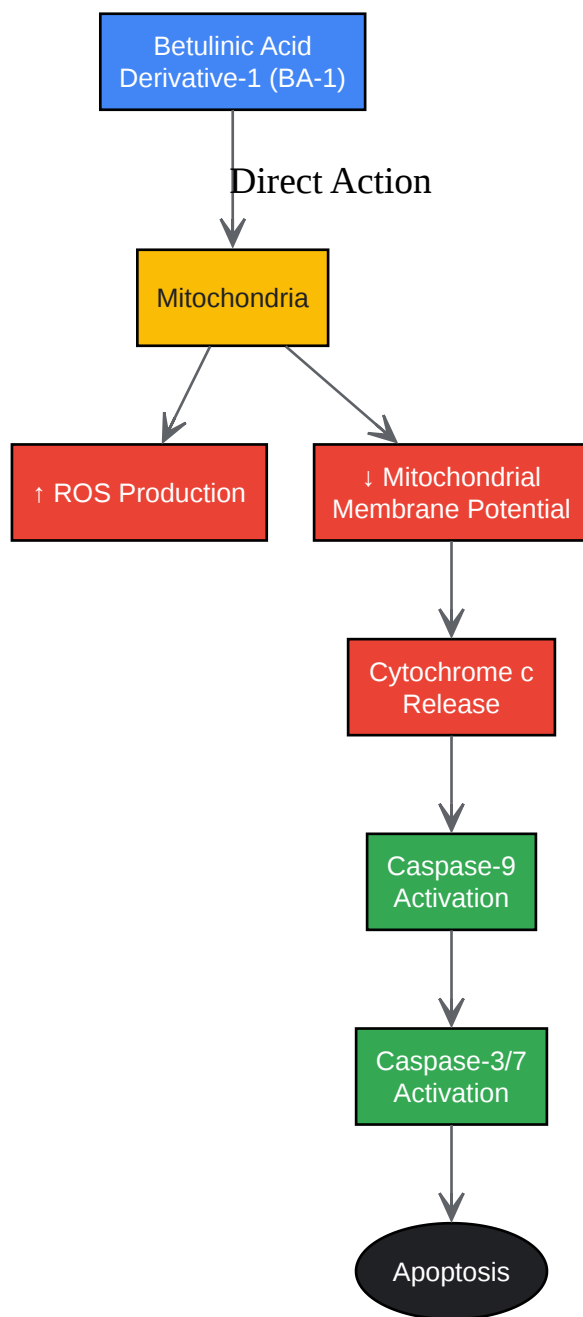 Betulinic Acid
Derivative-1 (BA-1)
Direct Action
Mitochondria
↑ ROS Production
↓ Mitochondrial
Membrane Potential
Cytochrome c
Release
Caspase-9
Activation
Caspase-3/7
Activation
Apoptosis